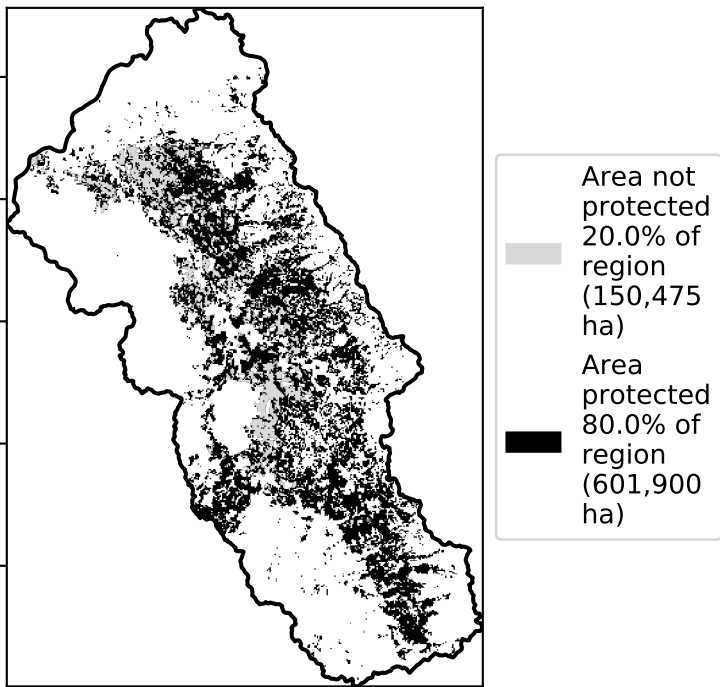 Area not
protected
20.0% of
region
(150,475
ha)
Area
protected
80.0% of
region
(601,900
ha)